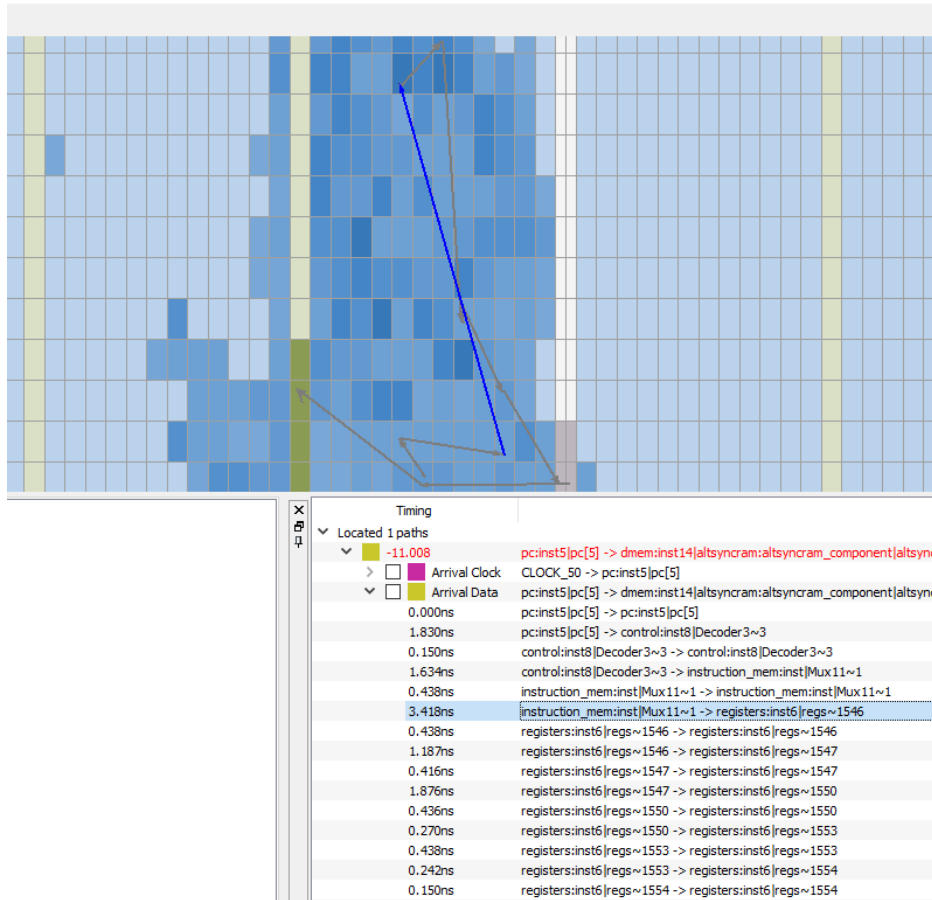 Timing
Located 1 paths
-11.008 pc:inst5|pc[5] -> dmem:inst14|altsyncram:altsyncram_component|altsyn
Arrival Clock CLOCK_50 -> pc:inst5|pc[5]
Arrival Data pc:inst5|pc[5] -> dmem:inst14|altsyncram:altsyncram_component|altsyn
0.000ns pc:inst5|pc[5] -> pc:inst5|pc[5]
1.830ns pc:inst5|pc[5] -> control:inst8|Decoder3~3
0.150ns control:inst8|Decoder3~3 -> control:inst8|Decoder3~3
1.634ns control:inst8|Decoder3~3 -> instruction_mem:inst|Mux11~1
0.438ns instruction_mem:inst|Mux11~1 -> instruction_mem:inst|Mux11~1
3.418ns instruction_mem:inst|Mux11~1 -> registers:inst6|regs~1546
0.438ns registers:inst6|regs~1546 -> registers:inst6|regs~1546
1.187ns registers:inst6|regs~1546 -> registers:inst6|regs~1547
0.416ns registers:inst6|regs~1547 -> registers:inst6|regs~1547
1.876ns registers:inst6|regs~1547 -> registers:inst6|regs~1550
0.436ns registers:inst6|regs~1550 -> registers:inst6|regs~1550
0.270ns registers:inst6|regs~1550 -> registers:inst6|regs~1553
0.438ns registers:inst6|regs~1553 -> registers:inst6|regs~1553
0.242ns registers:inst6|regs~1553 -> registers:inst6|regs~1554
0.150ns registers:inst6|regs~1554 -> registers:inst6|regs~1554